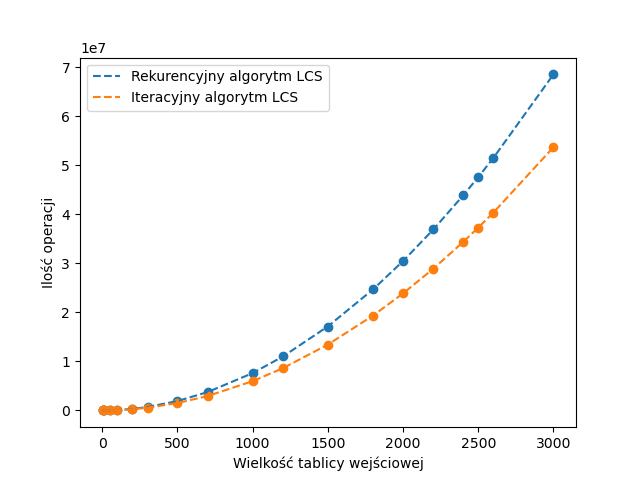 1e7
Rekurencyjny algorytm LCS
Iteracyjny algorytm LCS
7
6
5
4
3
2
1
0
Ilość operacji
0 500 1000 1500 2000 2500 3000
Wielkość tablicy wejściowej